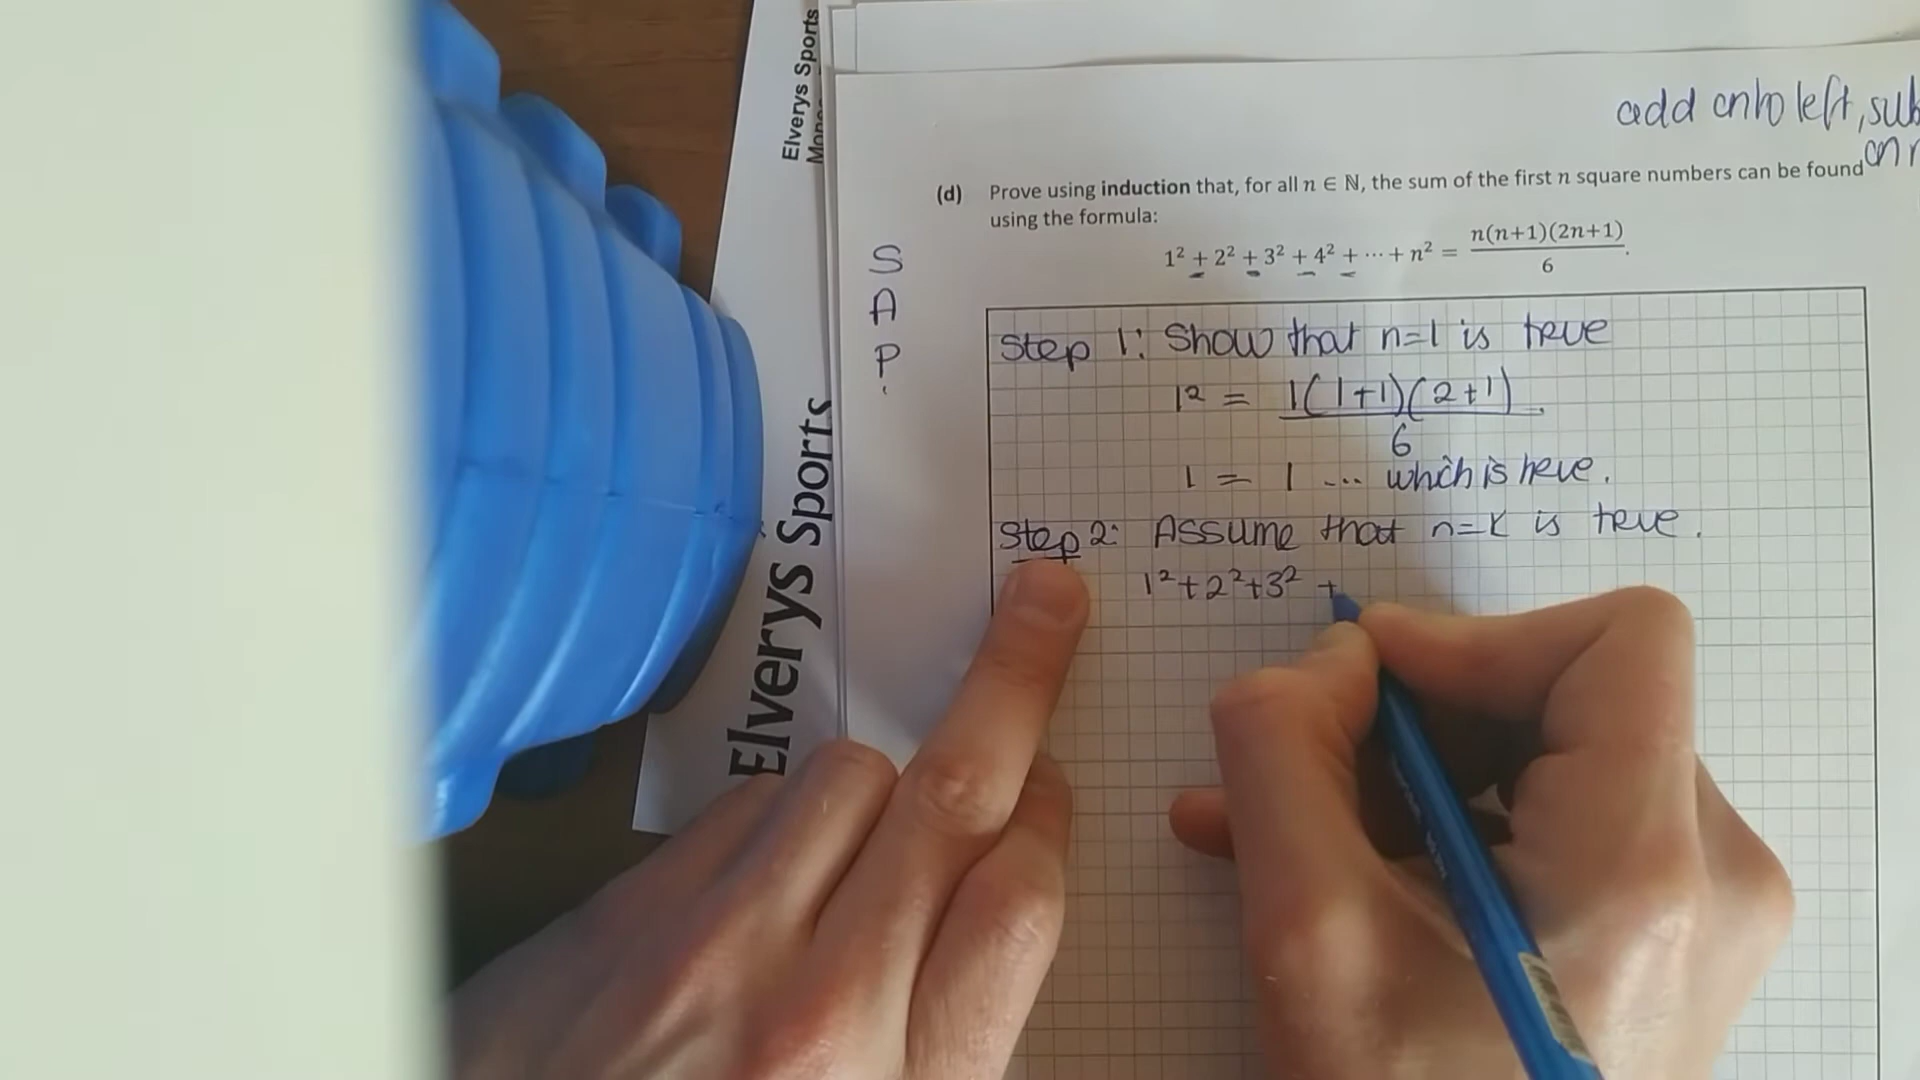 Elverys Sports
Elverys Sports
add onto left, sub
on r
(d) Prove using induction that, for all n ∈ ℕ, the sum of the first n square numbers can be found
using the formula:
1² + 2² + 3² + 4² + ⋯ + n² = n(n+1)(2n+1)/6.
S
A
P
Step 1: Show that n=1 is true
1² = 1(1+1)(2+1)/6
1 = 1 ... which is true.
Step 2: Assume that n=k is true.
1²+2²+3² +